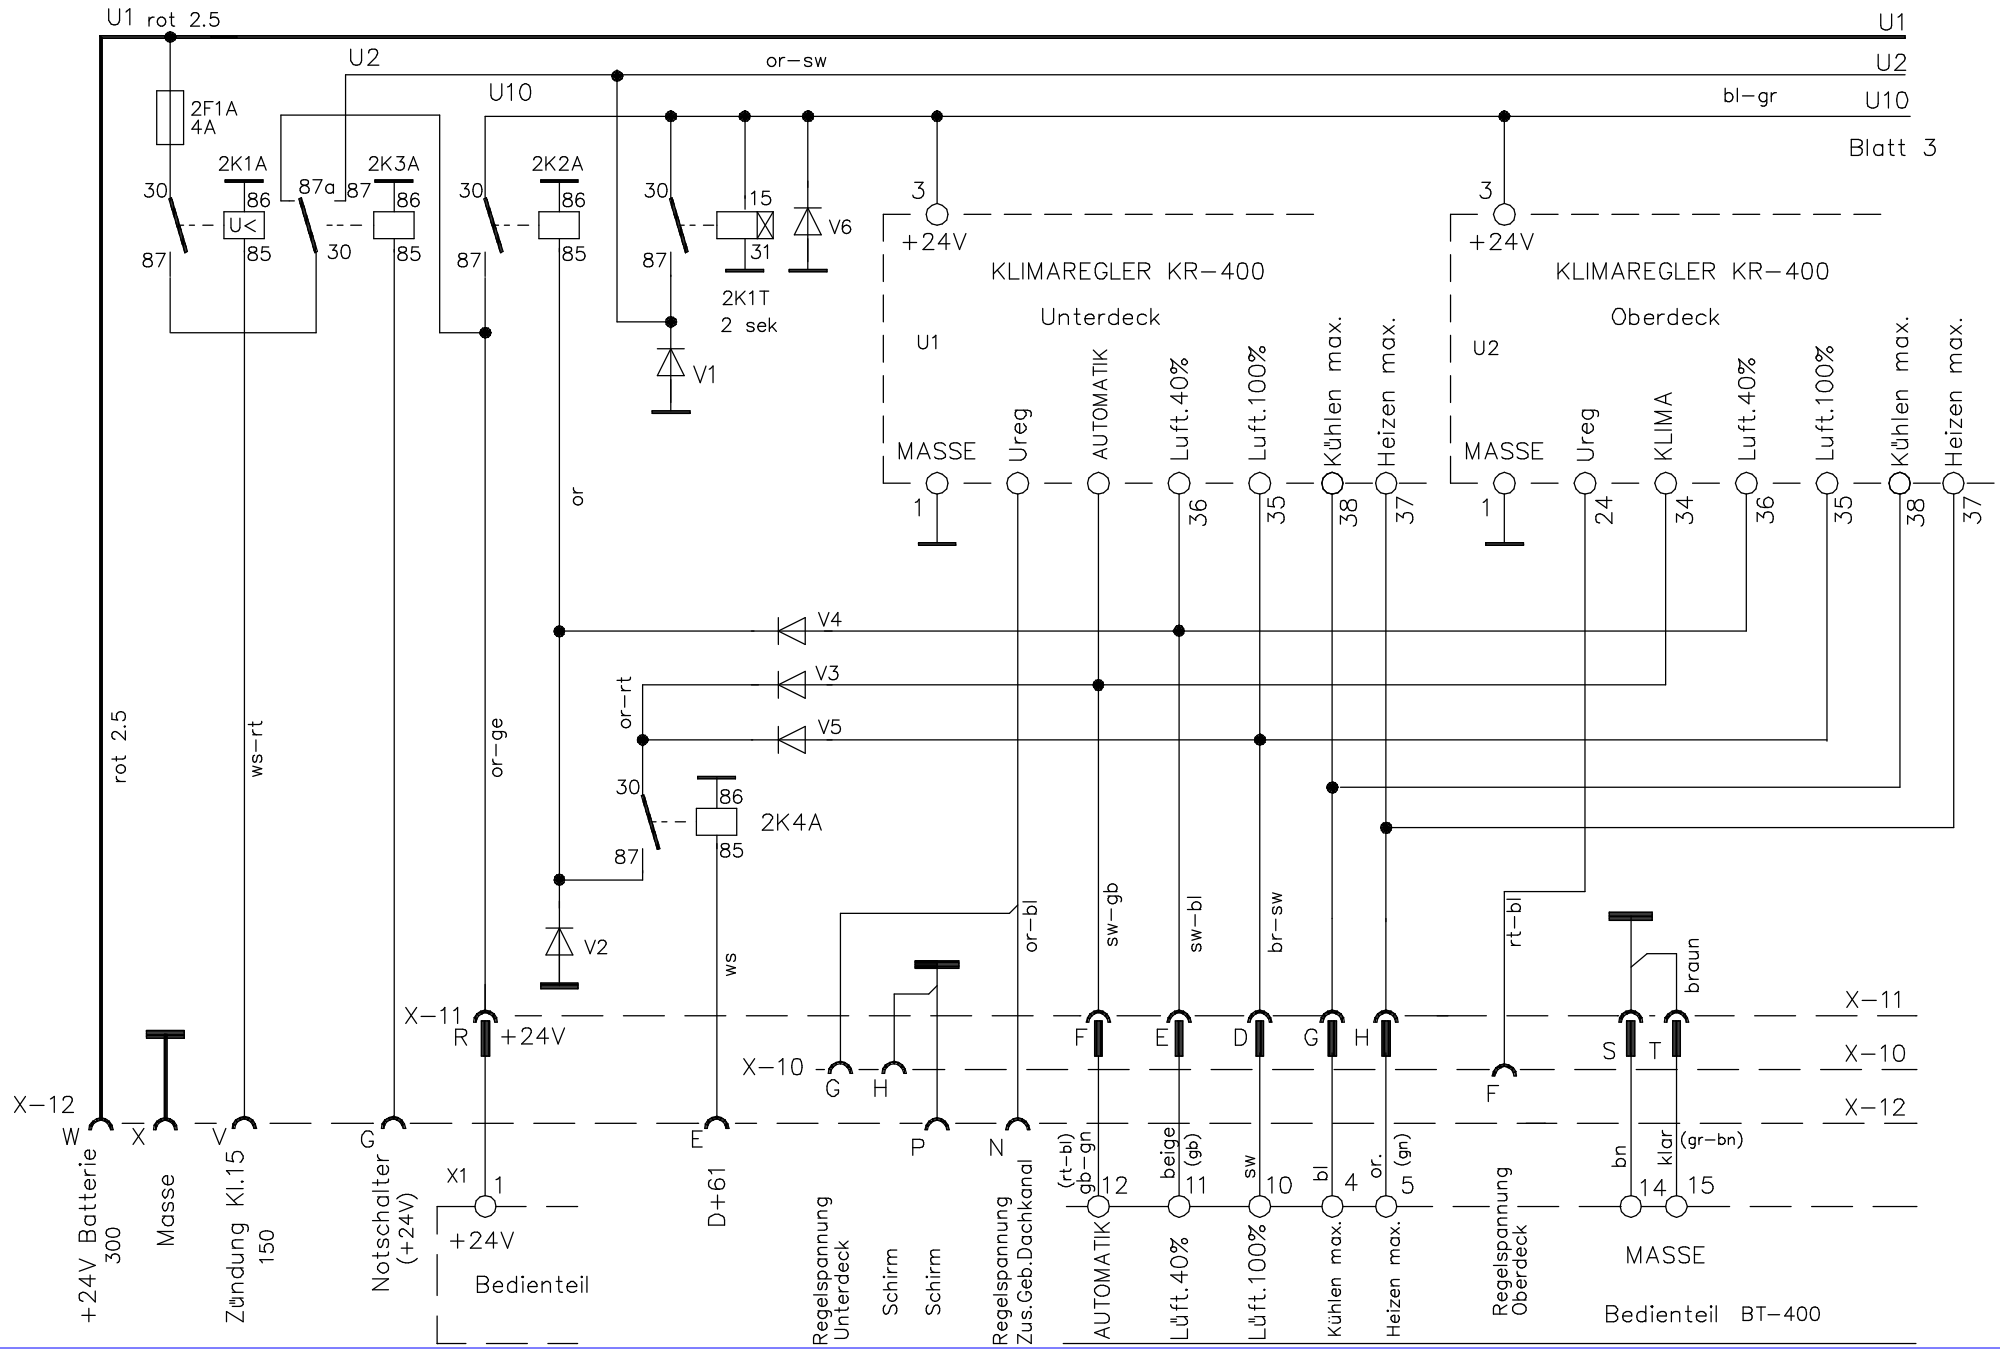 U1 rot 2.5
U1
U2
or-sw
U2
U10
bl-gr
U10
Blatt 3
2F1A
4A
2K1A
2K3A
2K2A
30
86
87a
87
86
30
86
30
15
U<
V6
87
85
30
85
87
85
87
31
2K1T
2 sek
V1
3
+24V
KLIMAREGLER KR-400
Unterdeck
U1
MASSE
Ureg
AUTOMATIK
Luft.40%
Luft.100%
Kühlen max.
Heizen max.
1
36
35
38
37
3
+24V
KLIMAREGLER KR-400
Oberdeck
U2
MASSE
Ureg
KLIMA
Luft.40%
Luft.100%
Kühlen max.
Heizen max.
1
24
34
36
35
38
37
or
V4
V3
V5
or-rt
rot 2.5
ws-rt
or-ge
30
86
2K4A
85
87
V2
ws
or-bl
sw-gb
sw-bl
br-sw
rt-bl
braun
X-11
R
+24V
F
E
D
G
H
S
T
X-11
X-10
G
H
F
X-10
X-12
W
X
V
G
E
P
N
X-12
+24V Batterie
300
Masse
Zündung Kl.15
150
Notschalter
(+24V)
X1
1
+24V
Bedienteil
D+61
Regelspannung
Unterdeck
Schirm
Schirm
Regelspannung
Zus.Geb.Dachkanal
(rt-bl)
gb-gn
beige
(gb)
sw
bl
or.
(gn)
bn
klar
(gr-bn)
12
11
10
4
5
14
15
AUTOMATIK
Lüft.40%
Lüft.100%
Kühlen max.
Heizen max.
Regelspannung
Oberdeck
MASSE
Bedienteil BT-400